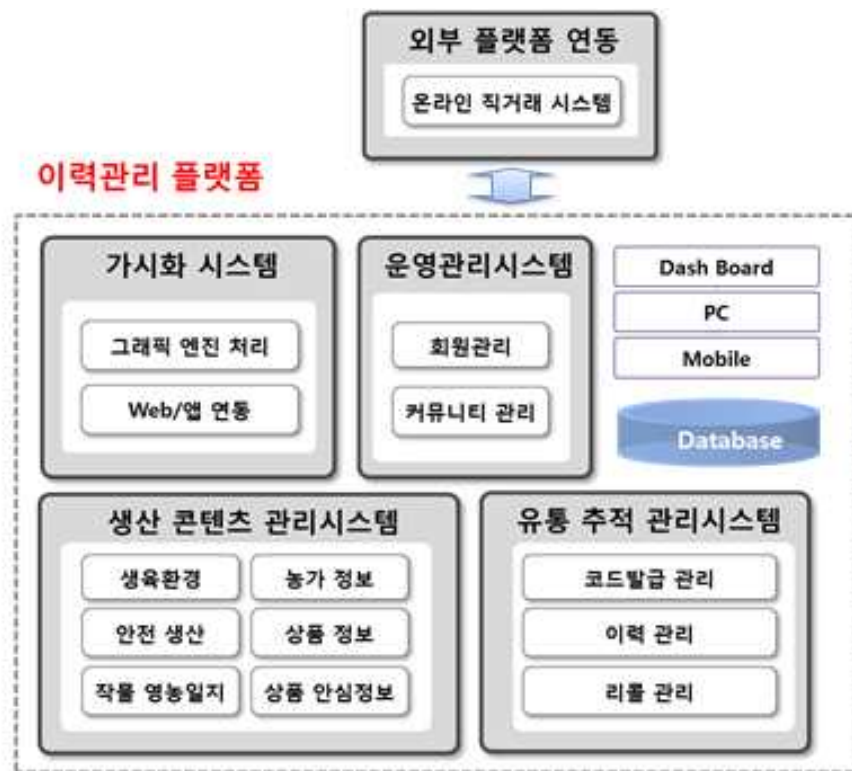 외부 플랫폼 연동
온라인 직거래 시스템
이력관리 플랫폼
가시화 시스템
그래픽 엔진 처리
Web/앱 연동
운영관리시스템
회원관리
커뮤니티 관리
Dash Board
PC
Mobile
Database
생산 콘텐츠 관리시스템
생육환경
농가 정보
안전 생산
상품 정보
작물 영농일지
상품 안심정보
유통 추적 관리시스템
코드발급 관리
이력 관리
리콜 관리